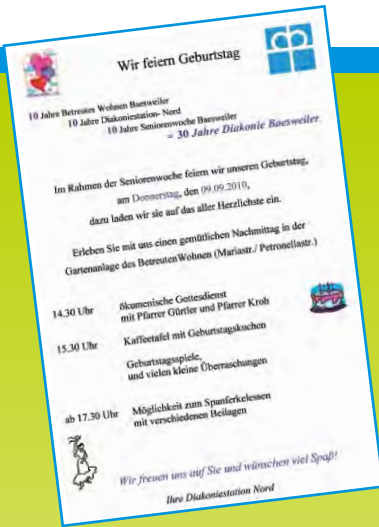 Wir feiern Geburtstag
10 Jahre Betreutes Wohnen Baesweiler
10 Jahre Diakoniestation- Nord
10 Jahre Seniorenwoche Baesweiler
= 30 Jahre Diakonie Baesweiler.
Im Rahmen der Seniorenwoche feiern wir unseren Geburtstag,
am Donnerstag, den 09.09.2010,
dazu laden wir sie auf das aller Herzlichste ein.
Erleben Sie mit uns einen gemütlichen Nachmittag in der
Gartenanlage des Betreuten Wohnen (Mariastr./ Petronellastr.)
14.30 Uhr ökumenische Gottesdienst
mit Pfarrer Gürtler und Pfarrer Kroh
15.30 Uhr Kaffeetafel mit Geburtstagskuchen
Geburtstagsspiele,
und vielen kleine Überraschungen
ab 17.30 Uhr Möglichkeit zum Spanferkelessen
mit verschiedenen Beilagen
Wir freuen uns auf Sie und wünschen viel Spaß!
Ihre Diakoniestation Nord